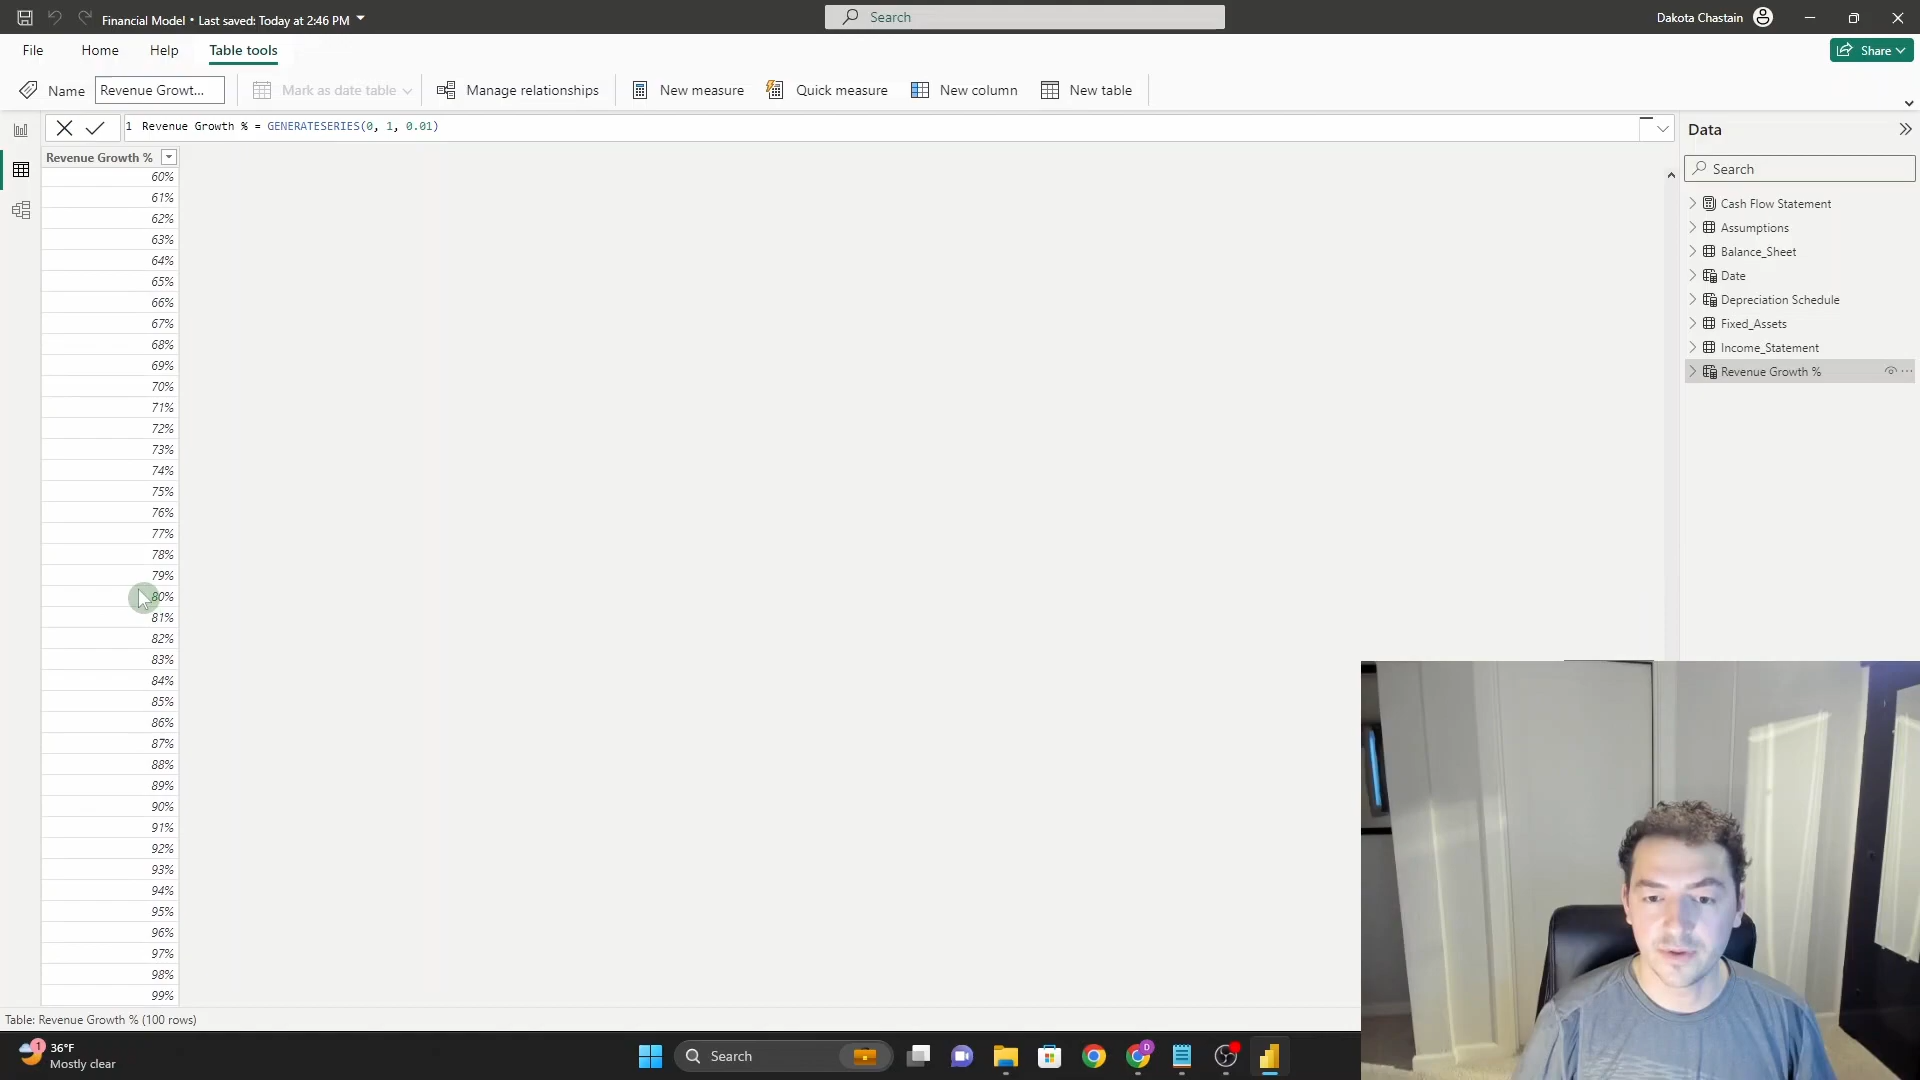 Financial Model • Last saved: Today at 2:46 PM
Search
Dakota Chastain
File
Home
Help
Table tools
Share
Name
Revenue Growt...
Mark as date table
Manage relationships
New measure
Quick measure
New column
New table
1 Revenue Growth % = GENERATESERIES(0, 1, 0.01)
Data
Search
Cash Flow Statement
Assumptions
Balance_Sheet
Date
Depreciation Schedule
Fixed_Assets
Income_Statement
Revenue Growth %
Revenue Growth %
60%
61%
62%
63%
64%
65%
66%
67%
68%
69%
70%
71%
72%
73%
74%
75%
76%
77%
78%
79%
80%
81%
82%
83%
84%
85%
86%
87%
88%
89%
90%
91%
92%
93%
94%
95%
96%
97%
98%
99%
Table: Revenue Growth % (100 rows)
1
36°F
Mostly clear
Search
D